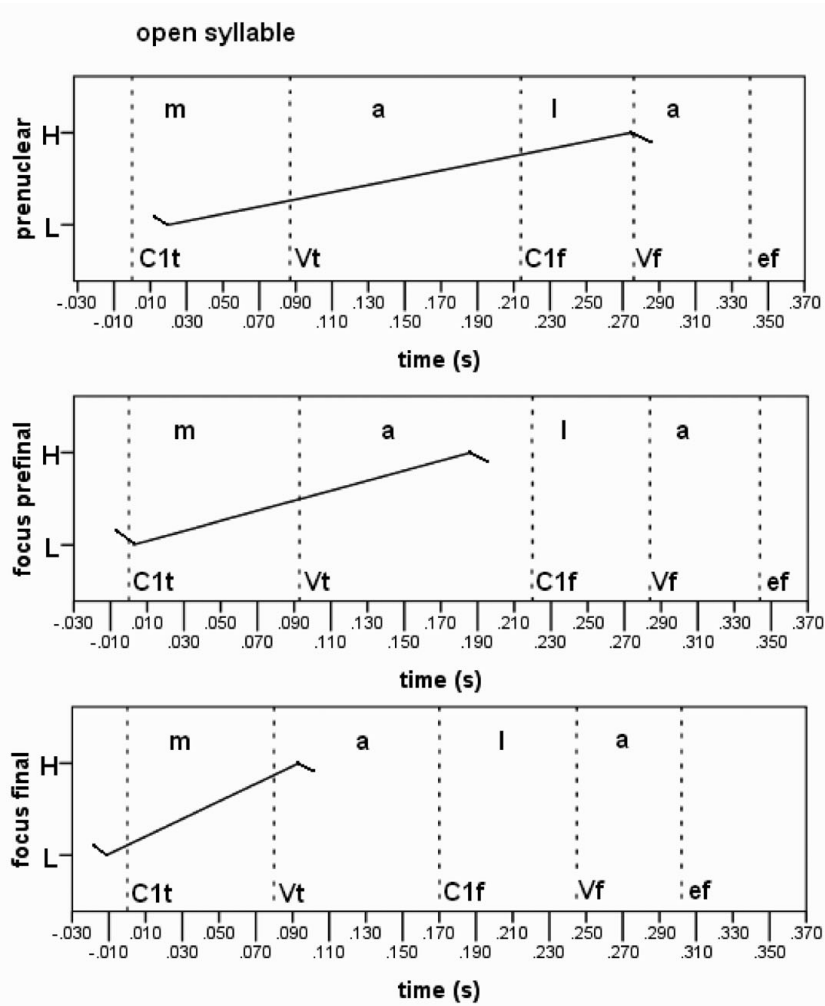 open syllable
prenuclear
m a l a
H
L
C1t Vt C1f Vf ef
-.030 .010 .050 .090 .130 .170 .210 .250 .290 .330 .370
-.010 .030 .070 .110 .150 .190 .230 .270 .310 .350
time (s)
focus prefinal
m a l a
H
L
C1t Vt C1f Vf ef
-.030 .010 .050 .090 .130 .170 .210 .250 .290 .330 .370
-.010 .030 .070 .110 .150 .190 .230 .270 .310 .350
time (s)
focus final
m a l a
H
L
C1t Vt C1f Vf ef
-.030 .010 .050 .090 .130 .170 .210 .250 .290 .330 .370
-.010 .030 .070 .110 .150 .190 .230 .270 .310 .350
time (s)